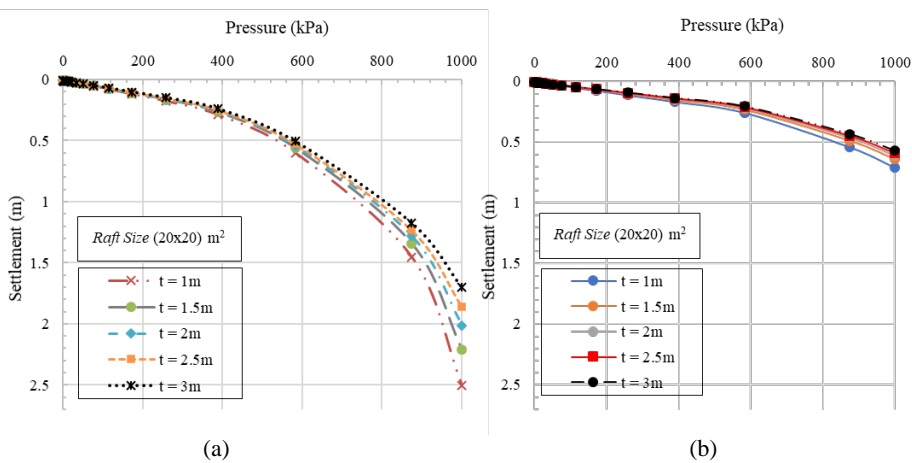 (a)
Pressure (kPa)
0 200 400 600 800 1000
0
0.5
1
1.5
2
2.5
Settlement (m)
Raft Size (20x20) m²
t = 1m
t = 1.5m
t = 2m
t = 2.5m
t = 3m
(b)
Pressure (kPa)
0 200 400 600 800 1000
0
0.5
1
1.5
2
2.5
Settlement (m)
Raft Size (20x20) m²
t = 1m
t = 1.5m
t = 2m
t = 2.5m
t = 3m
(a)
(b)